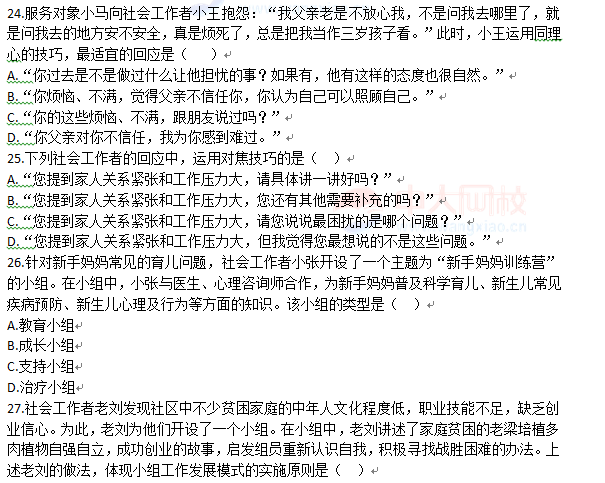 24.服务对象小马向社会工作者小王抱怨：“我父亲老是不放心我，不是问我去哪里了，就
是问我去的地方安不安全，真是烦死了，总是把我当作三岁孩子看。”此时，小王运用同理
心的技巧，最适宜的回应是（ ）
A.“你过去是不是做过什么让他担忧的事？如果有，他有这样的态度也很自然。”
B.“你烦恼、不满，觉得父亲不信任你，你认为自己可以照顾自己。”
C.“你的这些烦恼、不满，跟朋友说过吗？”
D.“你父亲对你不信任，我为你感到难过。”
25.下列社会工作者的回应中，运用对焦技巧的是（ ）
A.“您提到家人关系紧张和工作压力大，请具体讲一讲好吗？”
B.“您提到家人关系紧张和工作压力大，您还有其他需要补充的吗？”
C.“您提到家人关系紧张和工作压力大，请您说说最困扰的是哪个问题？”
D.“您提到家人关系紧张和工作压力大，但我觉得您最想说的不是这些问题。”
26.针对新手妈妈常见的育儿问题，社会工作者小张开设了一个主题为“新手妈妈训练营”
的小组。在小组中，小张与医生、心理咨询师合作，为新手妈妈普及科学育儿、新生儿常见
疾病预防、新生儿心理及行为等方面的知识。该小组的类型是（ ）
A.教育小组
B.成长小组
C.支持小组
D.治疗小组
27.社会工作者老刘发现社区中不少贫困家庭的中年人文化程度低，职业技能不足，缺乏创
业信心。为此，老刘为他们开设了一个小组。在小组中，老刘讲述了家庭贫困的老梁培植多
肉植物自强自立，成功创业的故事，启发组员重新认识自我，积极寻找战胜困难的办法。上
述老刘的做法，体现小组工作发展模式的实施原则是（ ）